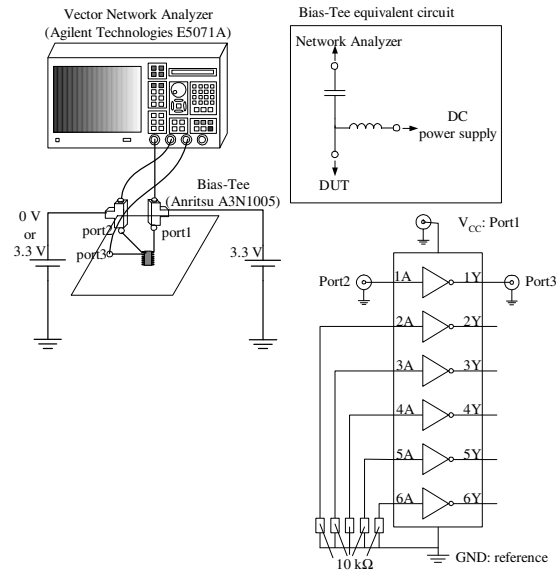 Vector Network Analyzer
(Agilent Technologies E5071A)
Bias-Tee
(Anritsu A3N1005)
0 V
or
3.3 V
port2
port1
port3
3.3 V
Bias-Tee equivalent circuit
Network Analyzer
DC
power supply
DUT
V_CC: Port1
Port2
1A
1Y
Port3
2A
2Y
3A
3Y
4A
4Y
5A
5Y
6A
6Y
10 kΩ
GND: reference